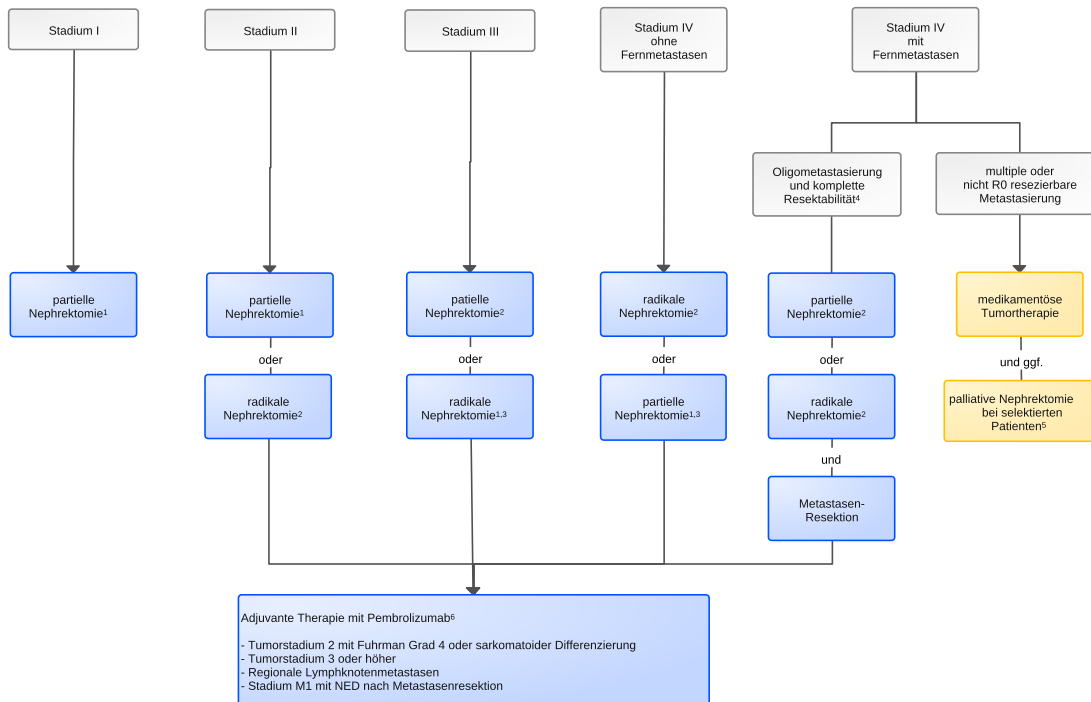 Stadium I
Stadium II
Stadium III
Stadium IV
ohne
Fernmetastasen
Stadium IV
mit
Fernmetastasen
Oligometastasierung
und komplette
Resektabilität⁴
multiple oder
nicht R0 resezierbare
Metastasierung
partielle
Nephrektomie¹
partielle
Nephrektomie¹
patielle
Nephrektomie²
radikale
Nephrektomie²
partielle
Nephrektomie²
medikamentöse
Tumortherapie
oder
oder
oder
oder
und ggf.
radikale
Nephrektomie²
radikale
Nephrektomie¹,³
partielle
Nephrektomie¹,³
radikale
Nephrektomie²
palliative Nephrektomie
bei selektierten
Patienten⁵
und
Metastasen-
Resektion
Adjuvante Therapie mit Pembrolizumab⁶
- Tumorstadium 2 mit Fuhrman Grad 4 oder sarkomatoider Differenzierung
- Tumorstadium 3 oder höher
- Regionale Lymphknotenmetastasen
- Stadium M1 mit NED nach Metastasenresektion